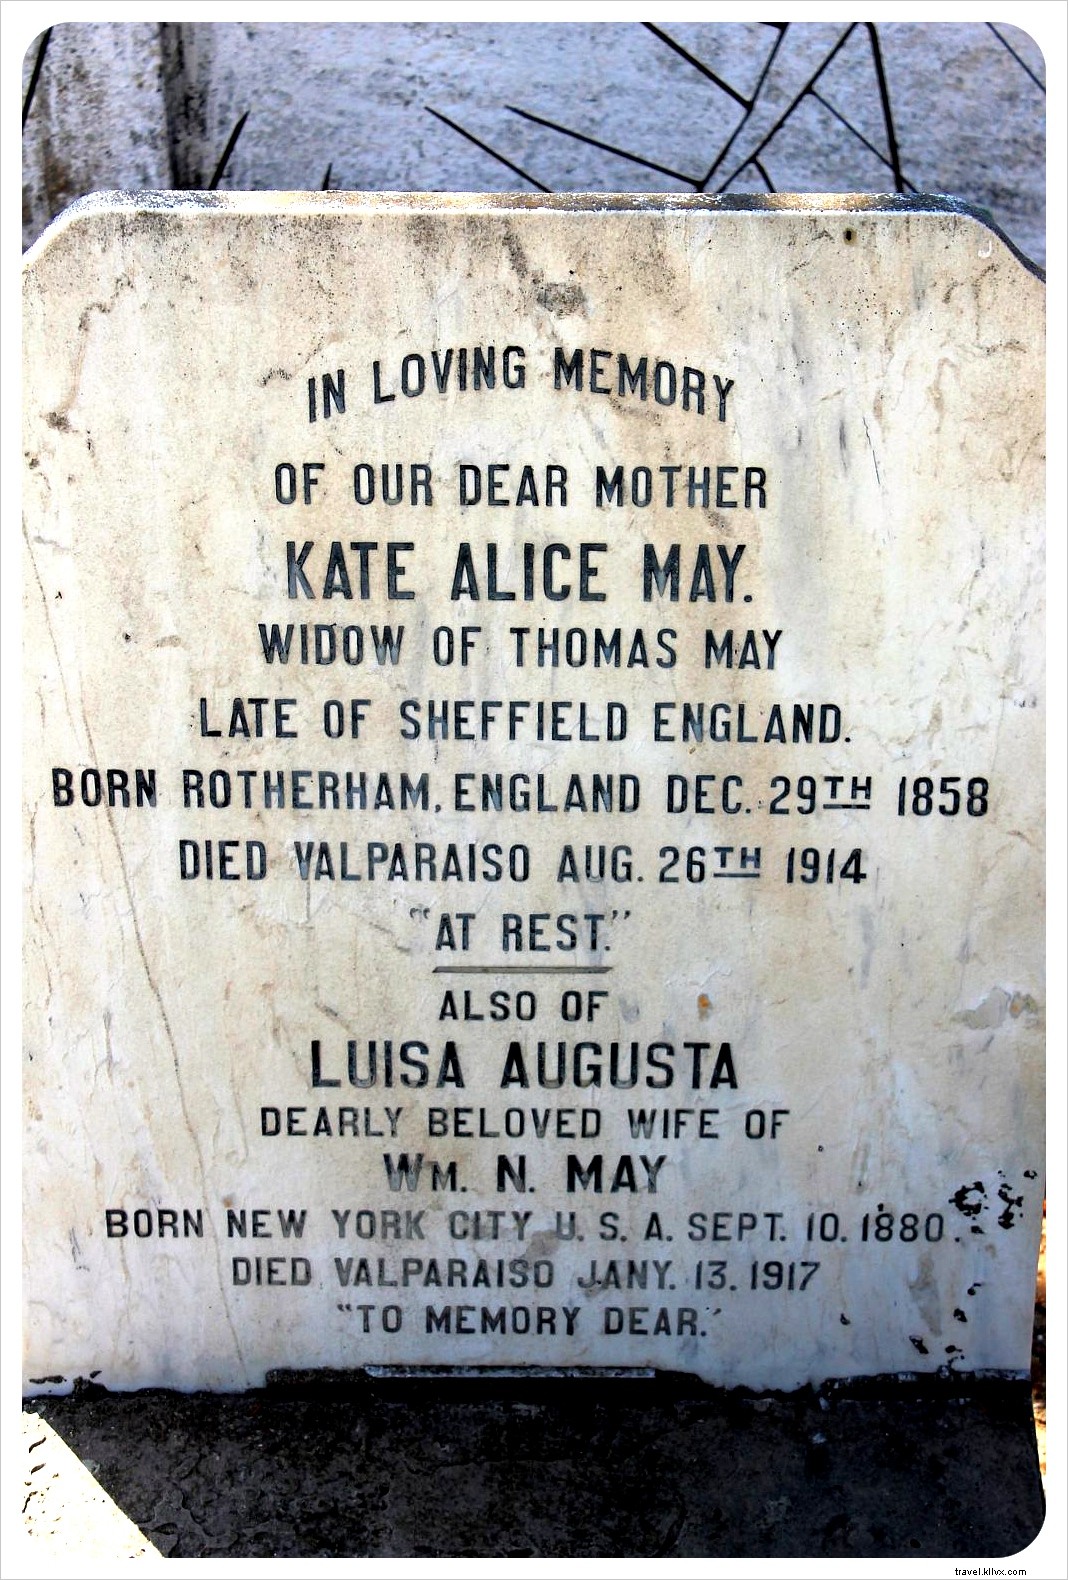 IN LOVING MEMORY
OF OUR DEAR MOTHER
KATE ALICE MAY.
WIDOW OF THOMAS MAY
LATE OF SHEFFIELD ENGLAND.
BORN ROTHERHAM, ENGLAND DEC. 29TH 1858
DIED VALPARAISO AUG. 26TH 1914
"AT REST."
ALSO OF
LUISA AUGUSTA
DEARLY BELOVED WIFE OF
WM. N. MAY
BORN NEW YORK CITY U. S. A. SEPT. 10. 1880.
DIED VALPARAISO JANY. 13. 1917
"TO MEMORY DEAR."
travel.kllvx.com